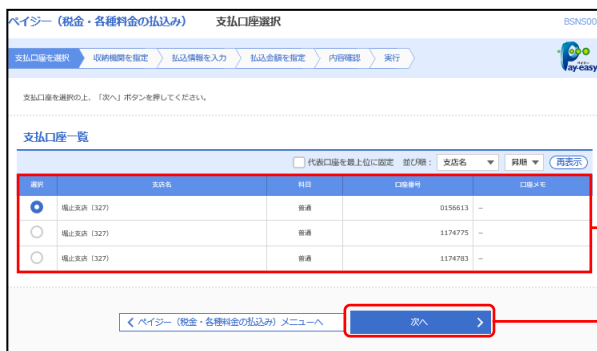 ペイジー（税金・各種料金の払込み） 支払口座選択 BSNS00
支払口座を選択 収納機関を指定 払込情報を入力 払込金額を指定 内容確認 実行
ペイジー
Pay-easy
支払口座を選択の上、「次へ」ボタンを押してください。
支払口座一覧
代表口座を最上位に固定 並び順： 支店名 ▼ 昇順 ▼ 再表示
選択 支店名 科目 口座番号 口座メモ
堀止支店（327） 普通 0156613 －
堀止支店（327） 普通 1174775 －
堀止支店（327） 普通 1174783 －
ペイジー（税金・各種料金の払込み）メニューへ 次へ